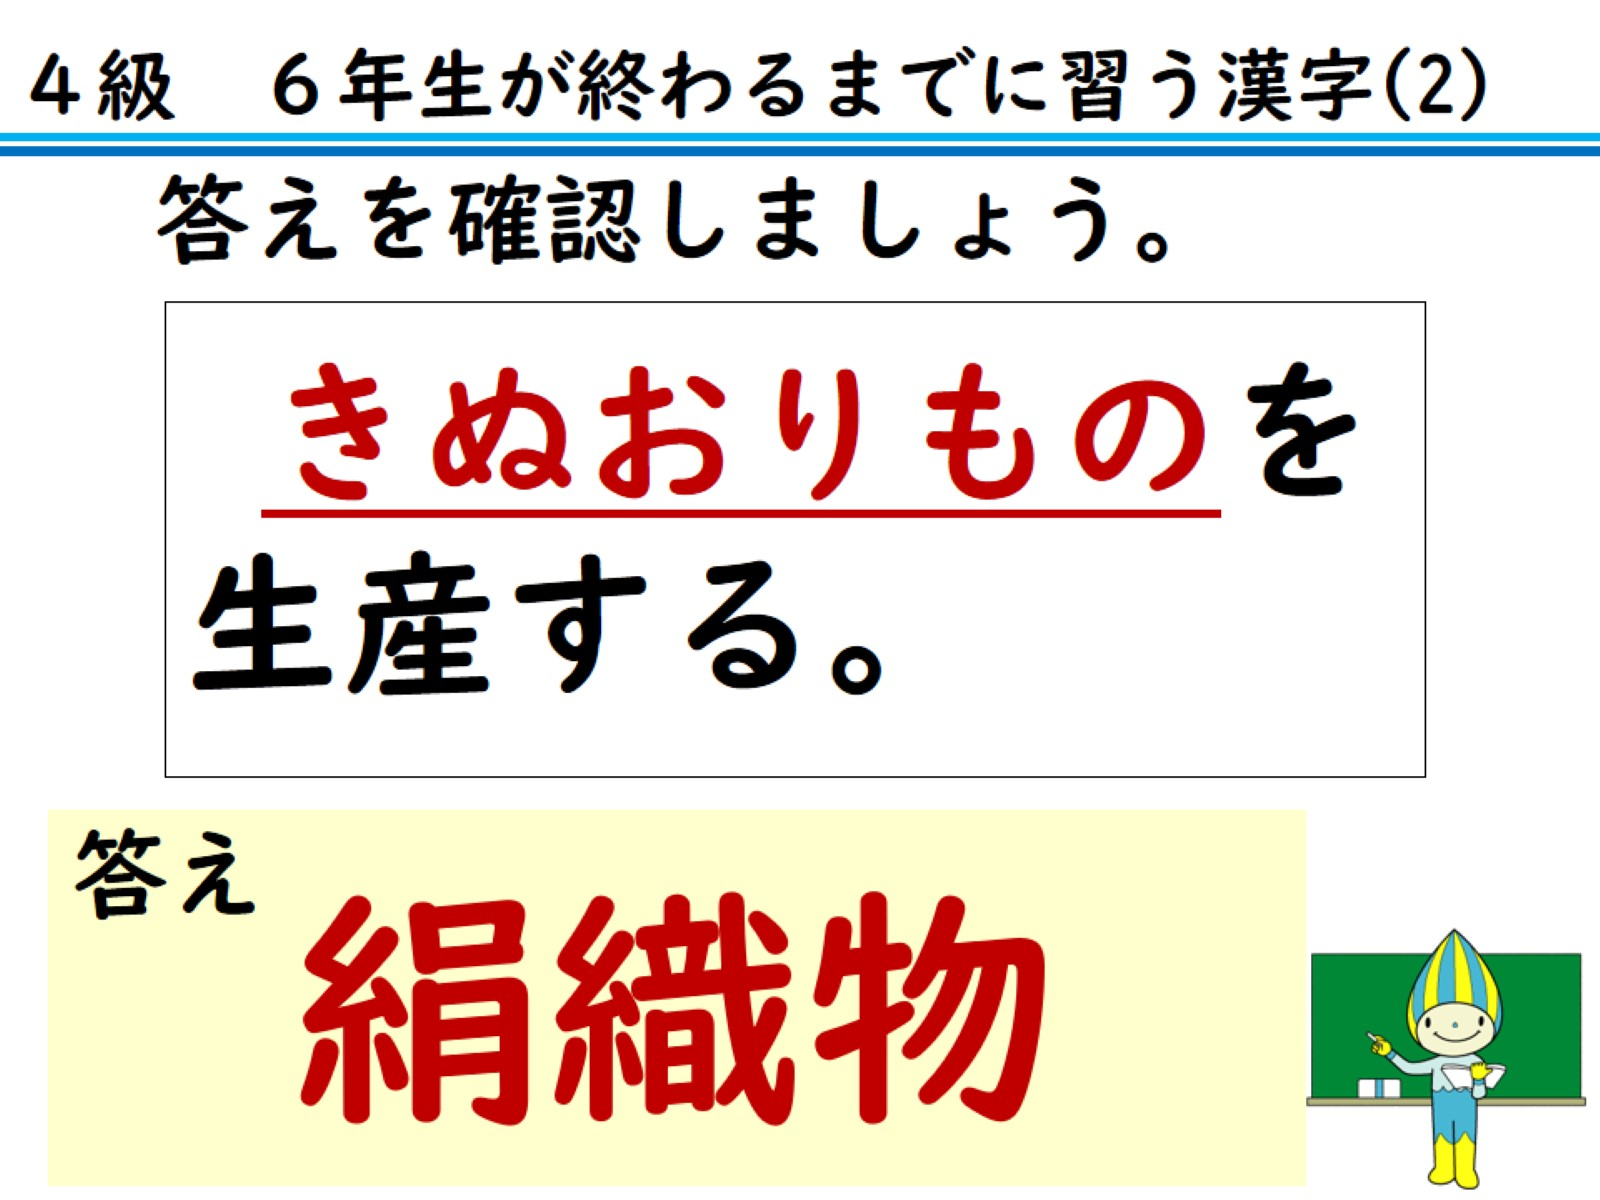 ４級　６年生が終わるまでに習う漢字(2)
答えを確認しましょう。
きぬおりものを
生産する。
答え
絹織物